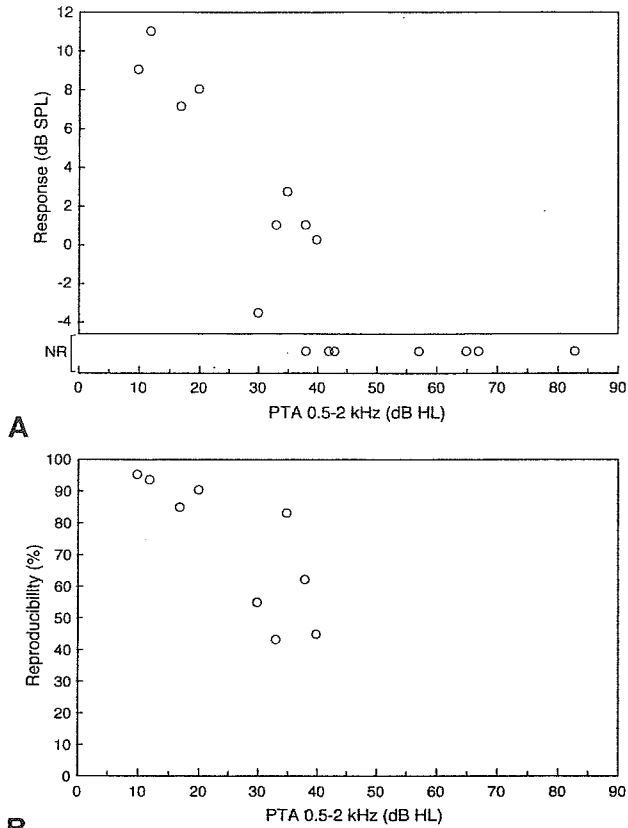 12
10
8
6
4
2
0
-2
-4
Response (dB SPL)
NR
0 10 20 30 40 50 60 70 80 90
PTA 0.5-2 kHz (dB HL)
A
100
90
80
70
60
50
40
30
20
10
0
Reproducibility (%)
0 10 20 30 40 50 60 70 80 90
PTA 0.5-2 kHz (dB HL)
B